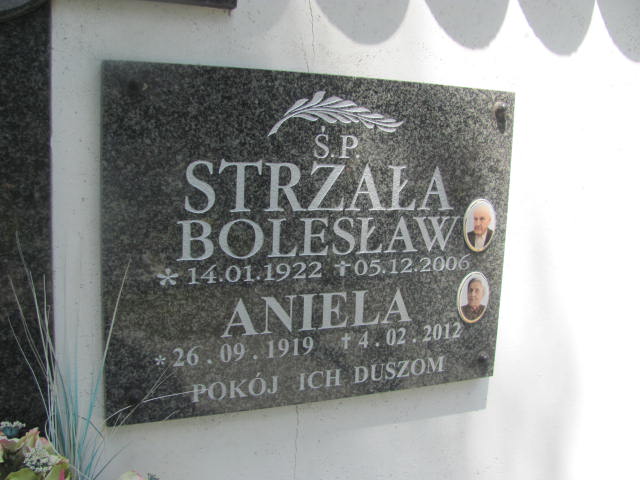 Ś.P.
STRZAŁA
BOLESŁAW
* 14.01.1922 † 05.12.2006
ANIELA
* 26.09.1919 † 4.02.2012
POKÓJ ICH DUSZOM